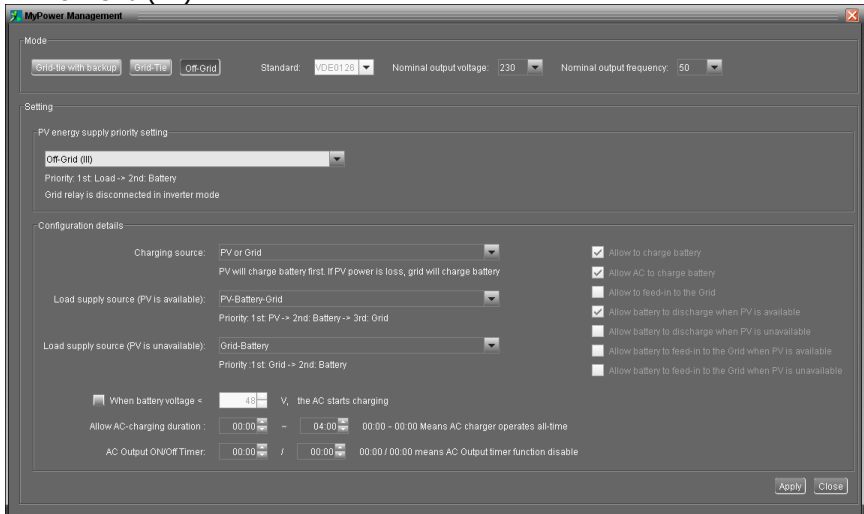 MyPower Management
Mode
Grid-tie with backup Grid-Tie Off-Grid Standard: VDE0126 Nominal output voltage: 230 Nominal output frequency: 50
Setting
PV energy supply priority setting
Off-Grid (III)
Priority: 1st: Load -> 2nd: Battery
Grid relay is disconnected in inverter mode
Configuration details
Charging source: PV or Grid
PV will charge battery first. If PV power is loss, grid will charge battery
Load supply source (PV is available): PV-Battery-Grid
Priority: 1st: PV -> 2nd: Battery -> 3rd: Grid
Load supply source (PV is unavailable): Grid-Battery
Priority :1st: Grid -> 2nd: Battery
Allow to charge battery
Allow AC to charge battery
Allow to feed-in to the Grid
Allow battery to discharge when PV is available
Allow battery to discharge when PV is unavailable
Allow battery to feed-in to the Grid when PV is available
Allow battery to feed-in to the Grid when PV is unavailable
When battery voltage < 48 V, the AC starts charging
Allow AC-charging duration : 00:00 – 04:00 00:00 – 00:00 Means AC charger operates all-time
AC Output ON/Off Timer: 00:00 / 00:00 00:00 / 00:00 means AC Output timer function disable
Apply Close